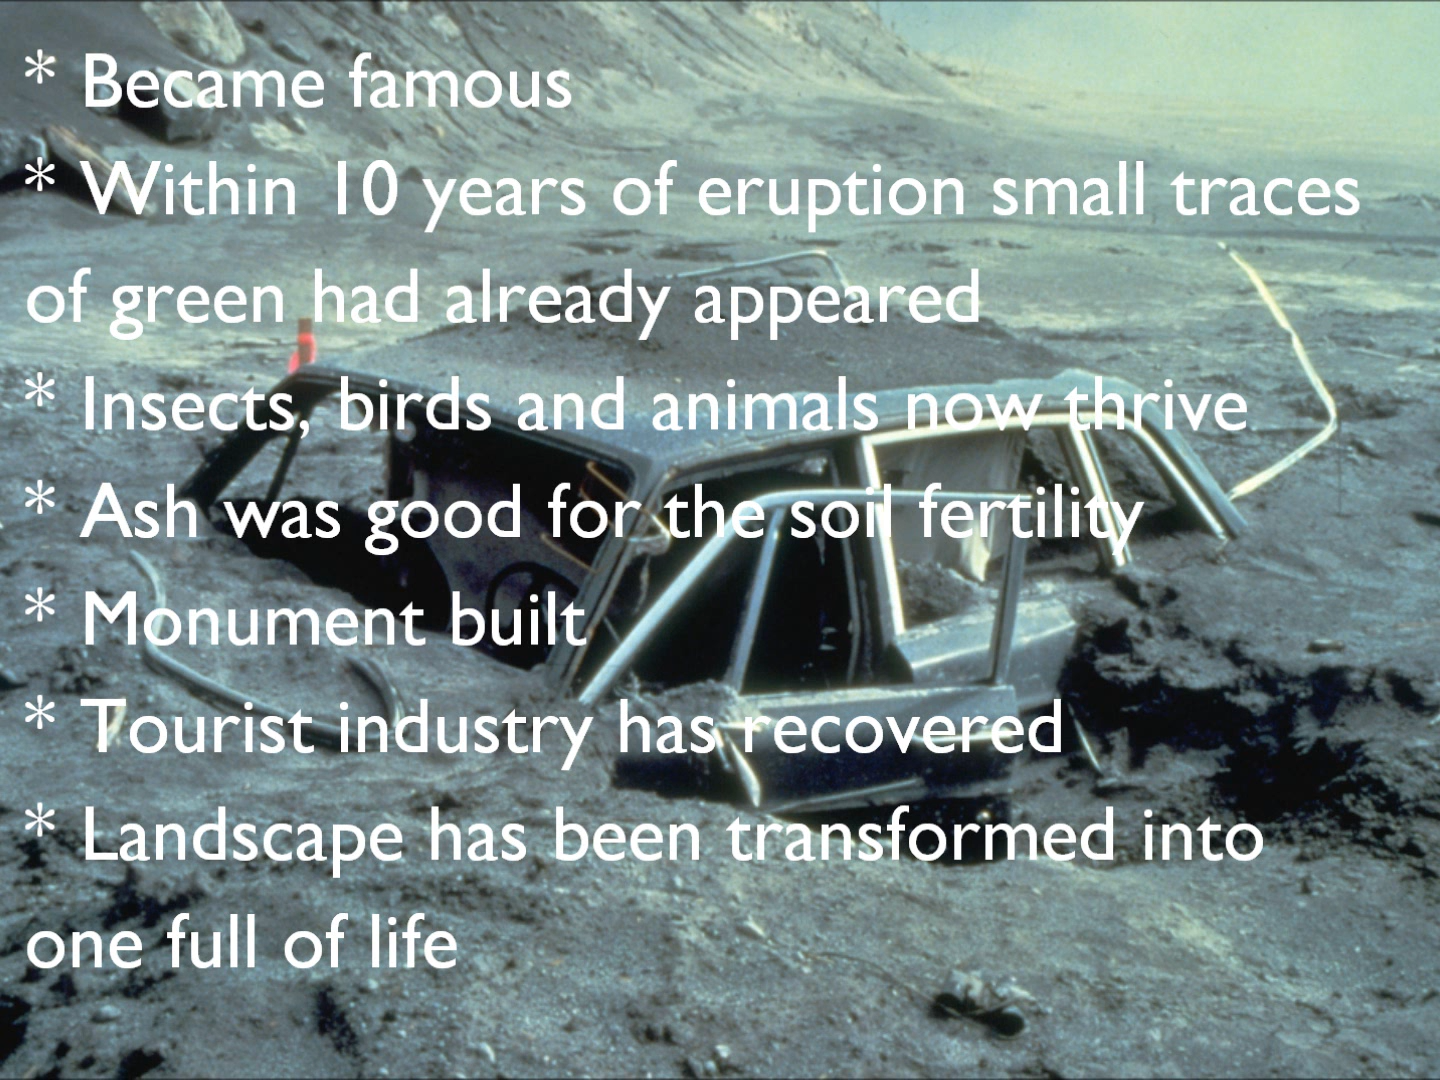 * Became famous
* Within 10 years of eruption small traces
of green had already appeared
* Insects, birds and animals now thrive
* Ash was good for the soil fertility
* Monument built
* Tourist industry has recovered
* Landscape has been transformed into
one full of life